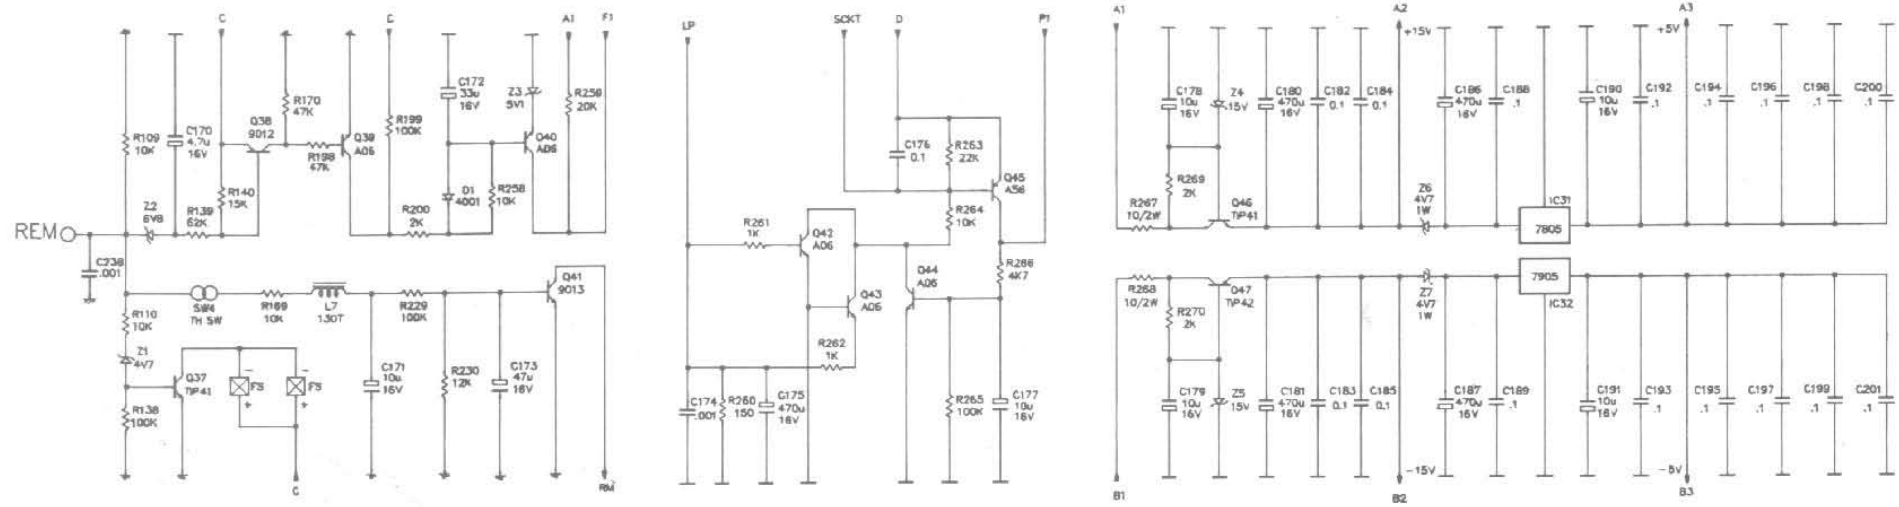 C
C
A1
F1
LP
SCKT
D
P1
A1
A2
A3
+15V
+5V
REM
R109
10K
C170
4,7u
16V
Q38
9012
R170
47K
R198
47K
Q39
A06
R199
100K
C172
33u
16V
Z3
5V1
Q40
A06
R259
20K
R140
15K
Z2
6V8
R139
62K
R200
2K
D1
4001
R258
10K
C238
.001
SW4
TH SW
R169
10K
L7
130T
R229
100K
Q41
9013
R110
10K
Z1
4V7
Q37
TIP41
FS
FS
-
-
+
+
R138
100K
C171
10u
16V
R230
12K
C173
47u
16V
C
RM
C176
0.1
R263
22K
Q45
A56
R261
1K
Q42
A06
R264
10K
Q44
A06
R266
4K7
Q43
A06
R262
1K
C174
.001
R260
150
C175
470u
16V
R265
100K
C177
10u
16V
C178
10u
16V
Z4
15V
C180
470u
16V
C182
0.1
C184
0.1
C186
470u
16V
C188
.1
C190
10u
16V
C192
.1
C194
.1
C196
.1
C198
.1
C200
.1
R269
2K
R267
10/2W
Q46
TIP41
Z6
4V7
1W
IC31
7805
R268
10/2W
Q47
TIP42
Z7
4V7
1W
7905
IC32
R270
2K
C179
10u
16V
Z5
15V
C181
470u
16V
C183
0.1
C185
0.1
C187
470u
16V
C189
.1
C191
10u
16V
C193
.1
C195
.1
C197
.1
C199
.1
C201
.1
-15V
-5V
B1
B2
B3